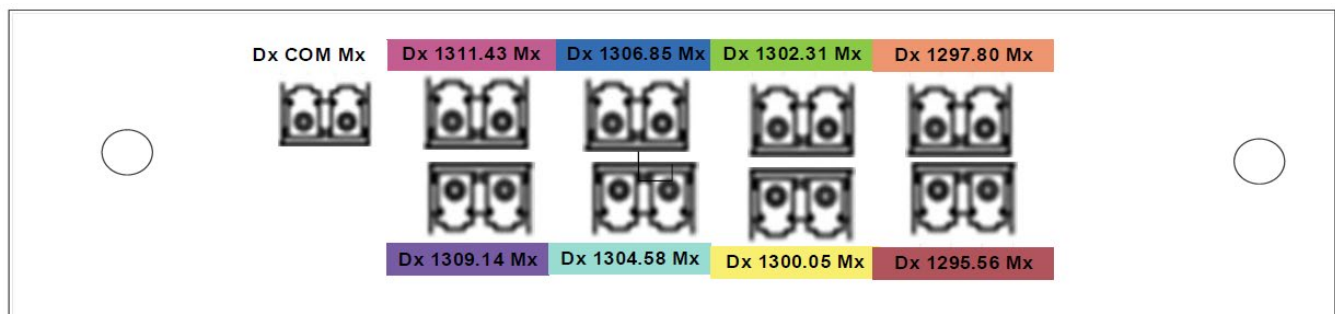 Dx COM Mx Dx 1311.43 Mx Dx 1306.85 Mx Dx 1302.31 Mx Dx 1297.80 Mx
Dx 1309.14 Mx Dx 1304.58 Mx Dx 1300.05 Mx Dx 1295.56 Mx